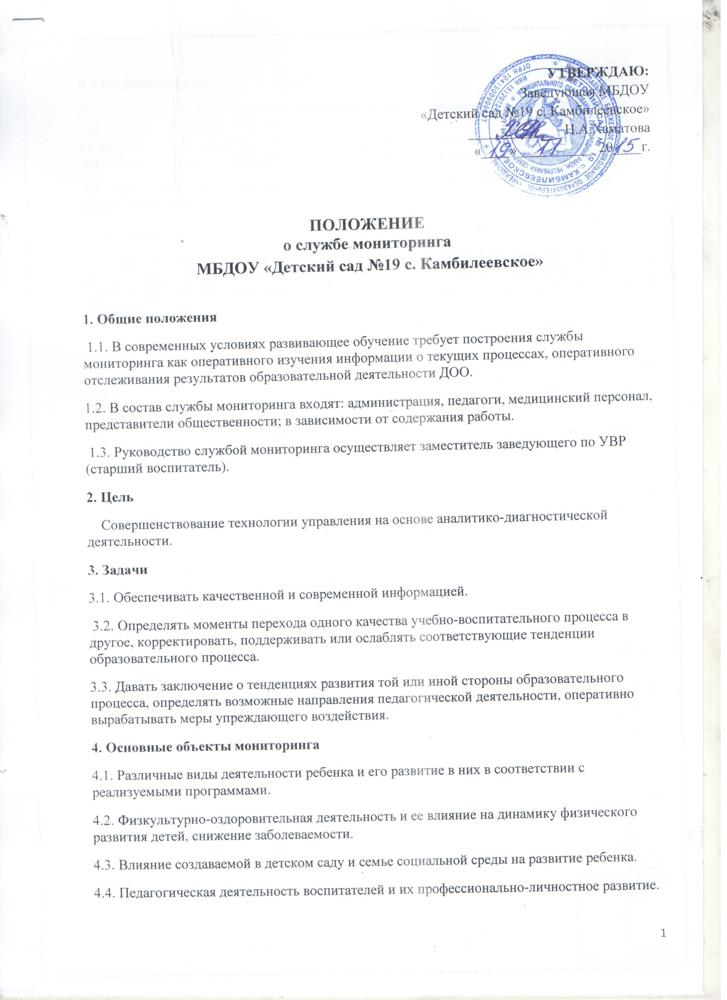 УТВЕРЖДАЮ:
Заведующая МБДОУ
«Детский сад №19 с. Камбилеевское»
Н.А.Хаматова
«19» 11 2015 г.
ПОЛОЖЕНИЕ
о службе мониторинга
МБДОУ «Детский сад №19 с. Камбилеевское»
1. Общие положения
1.1. В современных условиях развивающее обучение требует построения службы
мониторинга как оперативного изучения информации о текущих процессах, оперативного
отслеживания результатов образовательной деятельности ДОО.
1.2. В состав службы мониторинга входят: администрация, педагоги, медицинский персонал,
представители общественности; в зависимости от содержания работы.
1.3. Руководство службой мониторинга осуществляет заместитель заведующего по УВР
(старший воспитатель).
2. Цель
Совершенствование технологии управления на основе аналитико-диагностической
деятельности.
3. Задачи
3.1. Обеспечивать качественной и современной информацией.
3.2. Определять моменты перехода одного качества учебно-воспитательного процесса в
другое, корректировать, поддерживать или ослаблять соответствующие тенденции
образовательного процесса.
3.3. Давать заключение о тенденциях развития той или иной стороны образовательного
процесса, определять возможные направления педагогической деятельности, оперативно
вырабатывать меры упреждающего воздействия.
4. Основные объекты мониторинга
4.1. Различные виды деятельности ребенка и его развитие в них в соответствии с
реализуемыми программами.
4.2. Физкультурно-оздоровительная деятельность и ее влияние на динамику физического
развития детей, снижение заболеваемости.
4.3. Влияние создаваемой в детском саду и семье социальной среды на развитие ребенка.
4.4. Педагогическая деятельность воспитателей и их профессионально-личностное развитие.
1